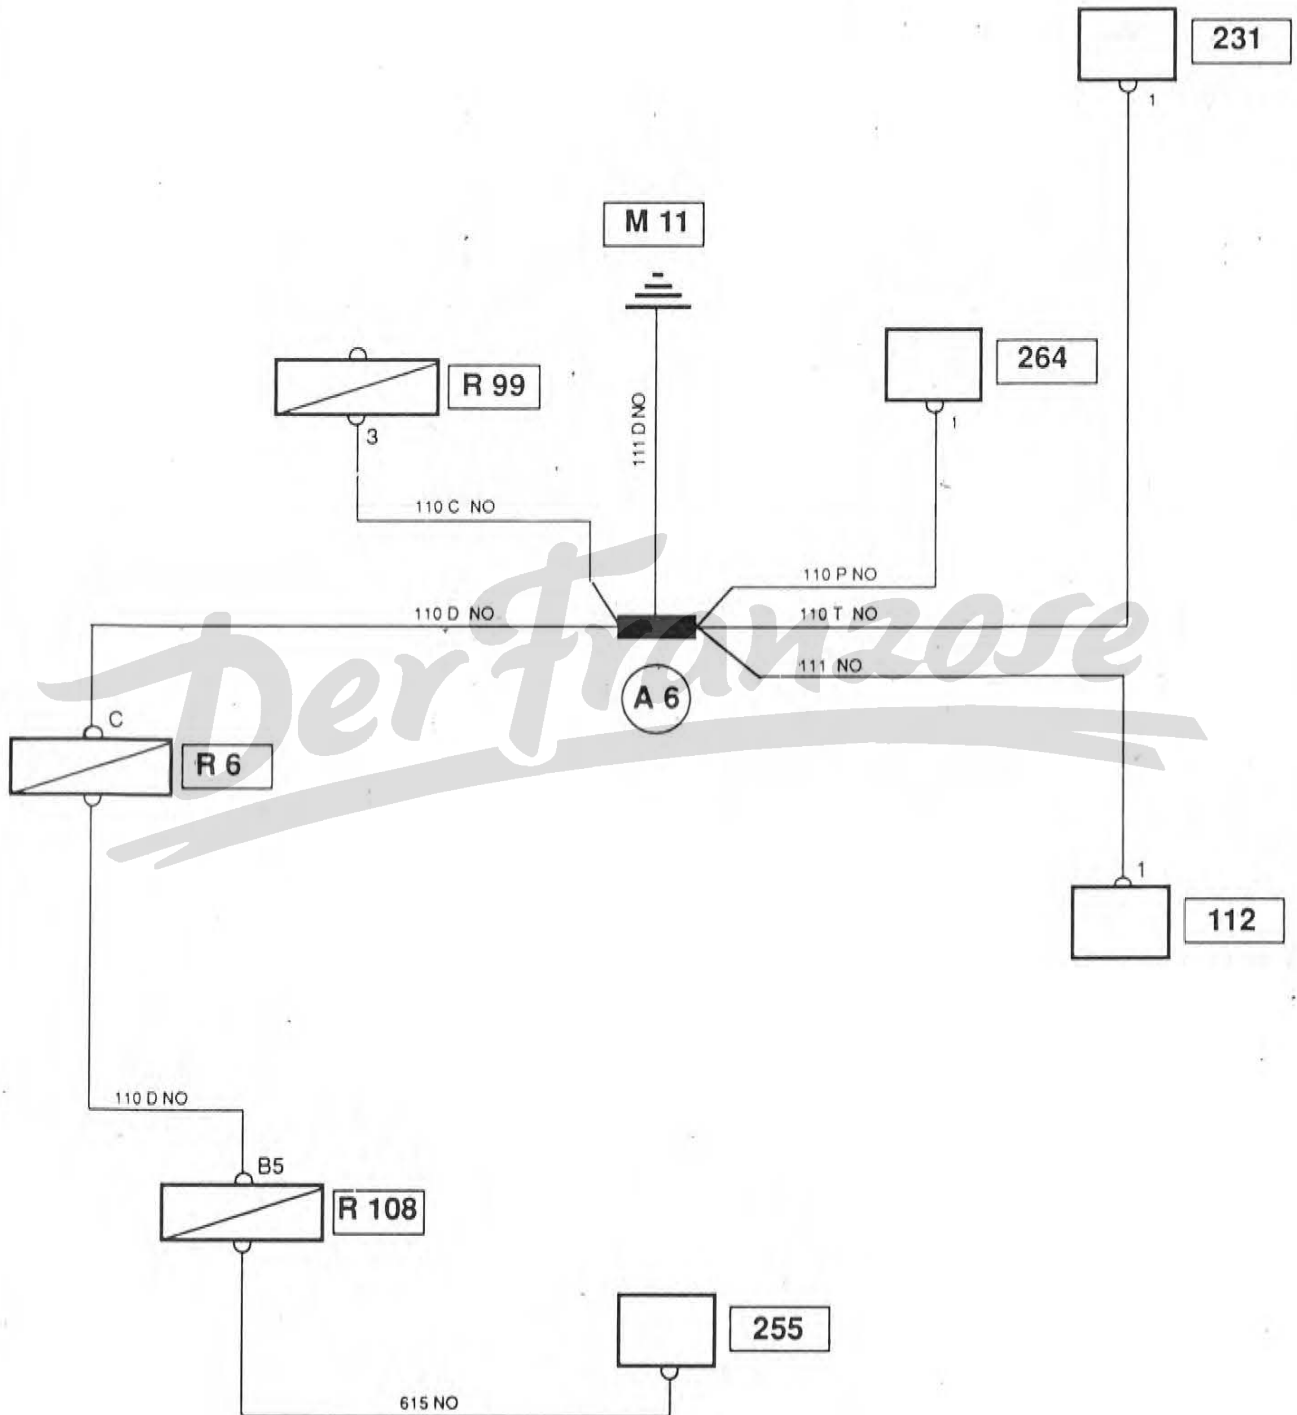 231
1
M 11
264
R 99
111 D NO
1
3
110 C NO
110 P NO
110 D NO
110 T NO
Der Franzose
111 NO
A 6
C
R 6
1
112
110 D NO
B5
R 108
255
615 NO